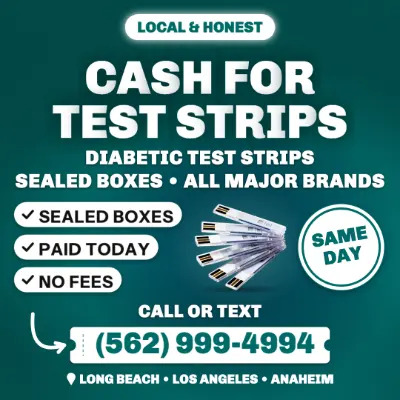 LOCAL & HONEST
CASH FOR
TEST STRIPS
DIABETIC TEST STRIPS
SEALED BOXES • ALL MAJOR BRANDS
SEALED BOXES
PAID TODAY
NO FEES
SAME
DAY
CALL OR TEXT
(562) 999-4994
LONG BEACH • LOS ANGELES • ANAHEIM